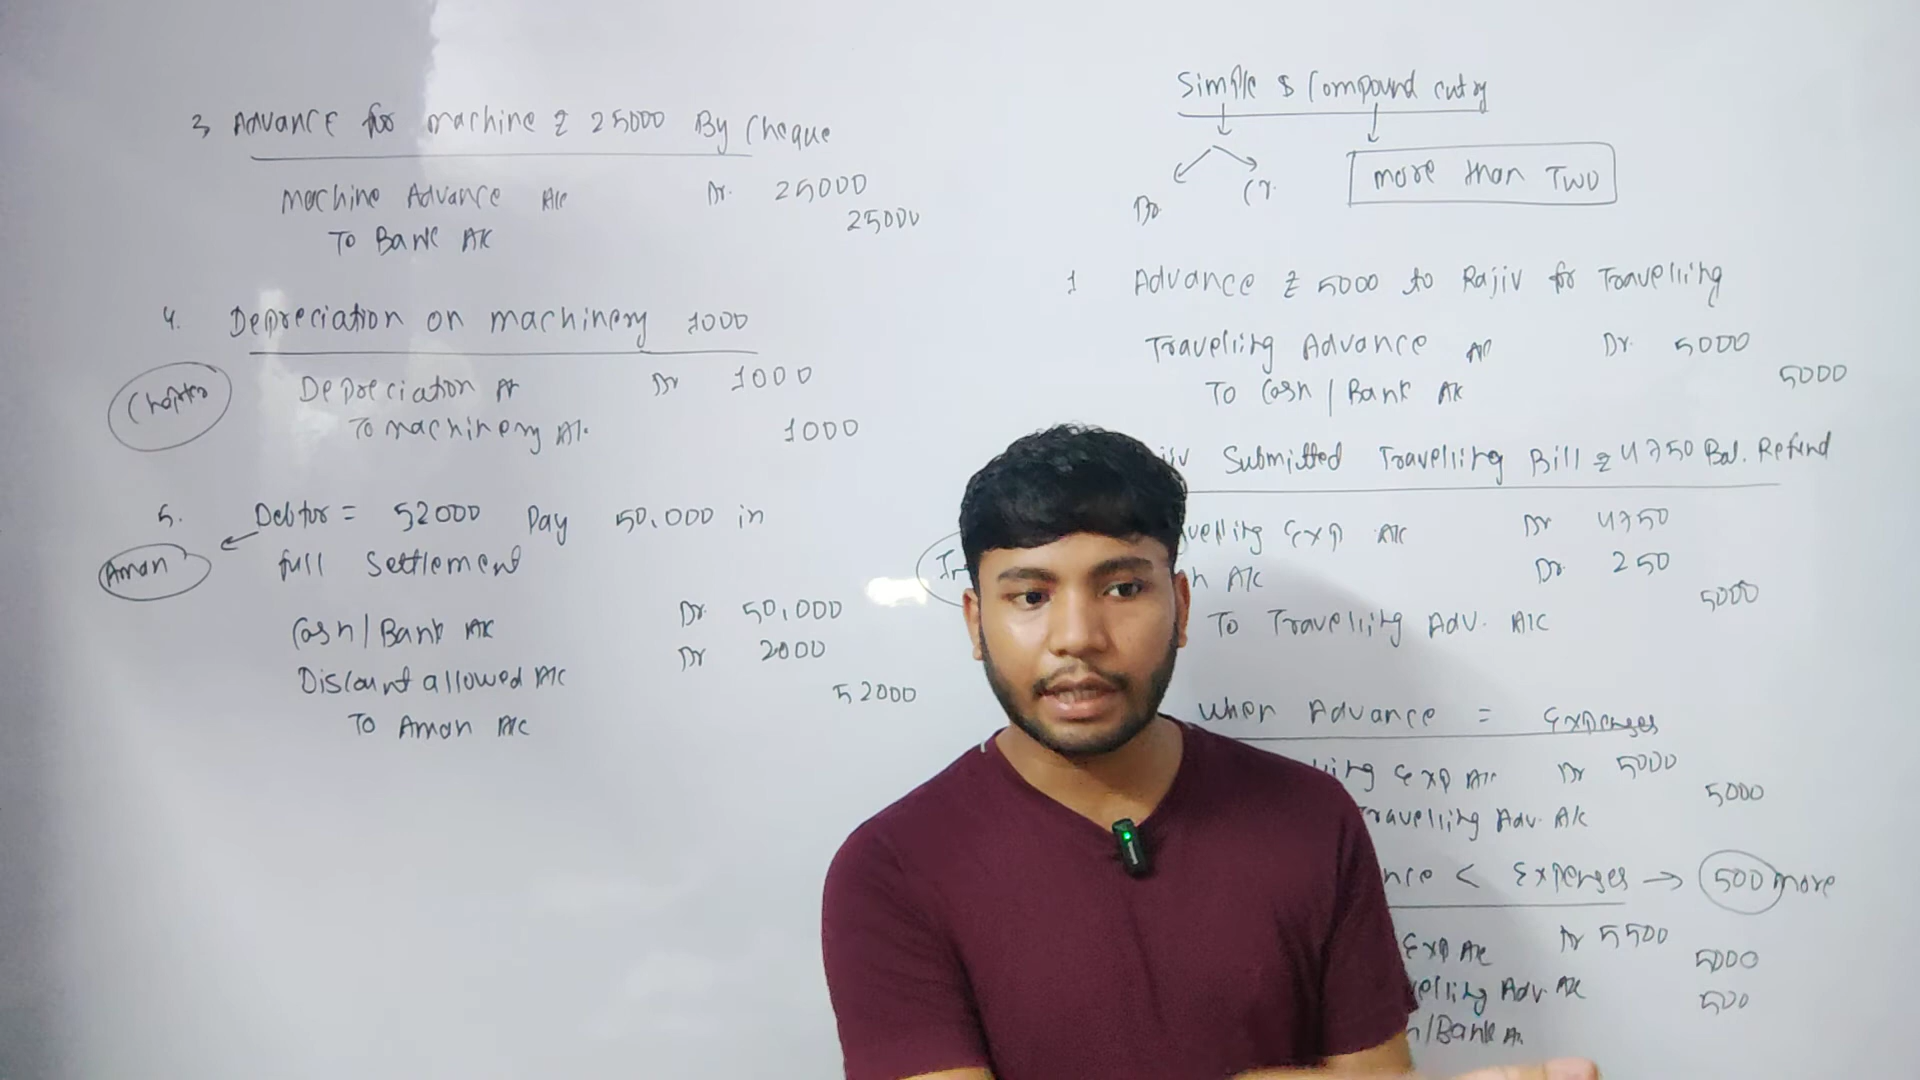 3 Advance for machine ₹ 25000 By Cheque
Machine Advance A/c Dr. 25000
To Bank A/c 25000
4. Depreciation on machinery 1000
Chapter
Depreciation A/c Dr 1000
To machinery A/c. 1000
5. Debtor = 52000 Pay 50,000 in
Aman
full Settlement
Cash/Bank A/c Dr. 50,000
Discount allowed A/c Dr 2000
To Aman A/c 52000
Simple & Compound entry
Dr. Cr.
more than Two
1 Advance ₹ 5000 to Rajiv for Travelling
Travelling Advance A/c Dr. 5000
To Cash / Bank A/c 5000
iv Submitted Travelling Bill ₹ 4750 Bal. Refund
velling Exp A/c Dr 4750
h A/c Dr. 250
To Travelling Adv. A/c 5000
When Advance = Expenses
lling Exp A/c Dr 5000
ravelling Adv. A/c 5000
nce < Expenses → 500 more
Exp A/c Dr 5500
elling Adv. A/c 5000
h/Bank A/c 500